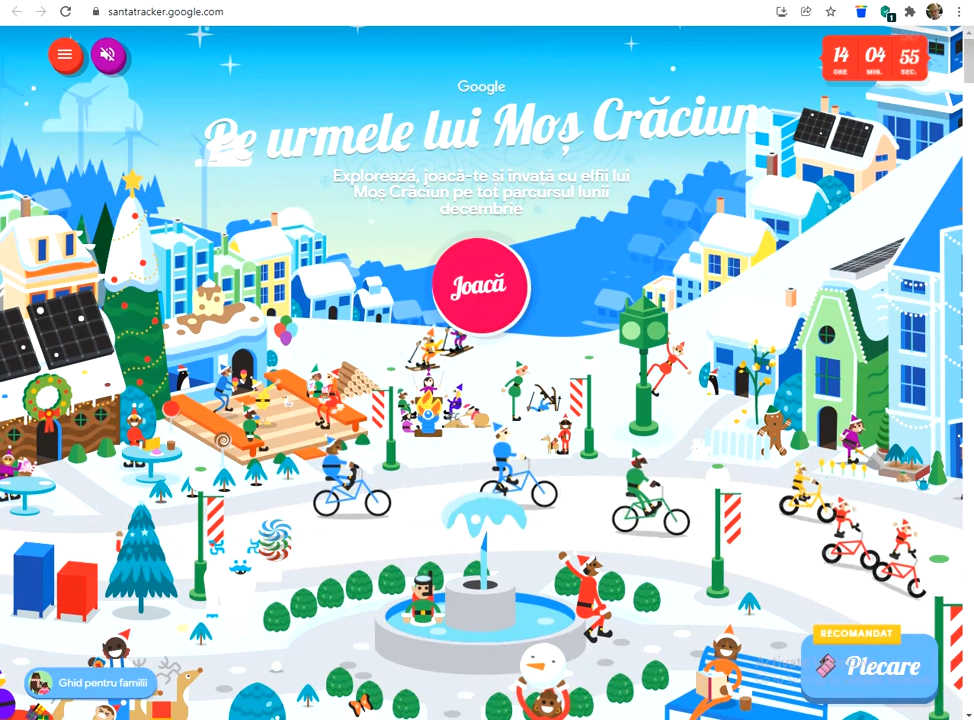 santatracker.google.com
1
14 04 55
ORE MIN. SEC.
Google
Pe urmele lui Moș Crăciun
Explorează, joacă-te și învață cu elfii lui
Moș Crăciun pe tot parcursul lunii
decembrie
Joacă
RECOMANDAT
Plecare
Ghid pentru familii